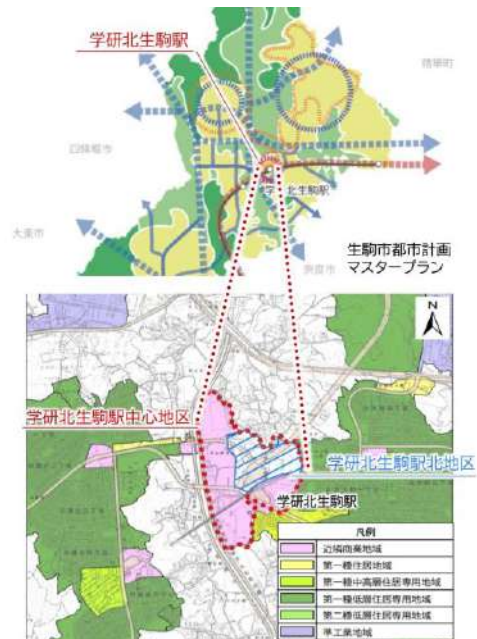 学研北生駒駅
精華町
四條畷市
学研北生駒駅
大東市
奈良市
生駒市都市計画
マスタープラン
N
学研北生駒駅中心地区
学研北生駒駅北地区
学研北生駒駅
凡例
近隣商業地域
第一種住居地域
第一種中高層住居専用地域
第一種低層住居専用地域
第二種低層住居専用地域
準工業地域